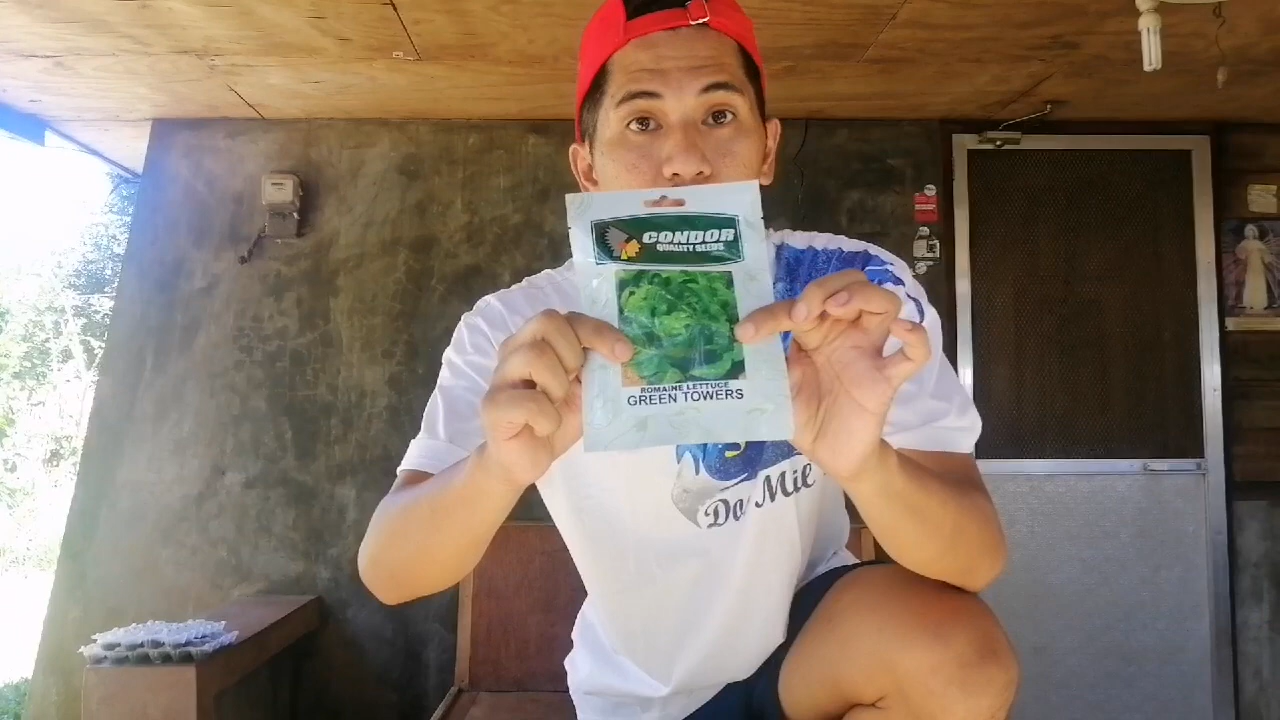 CONDOR
QUALITY SEEDS
ROMAINE LETTUCE
GREEN TOWERS
Do Mil